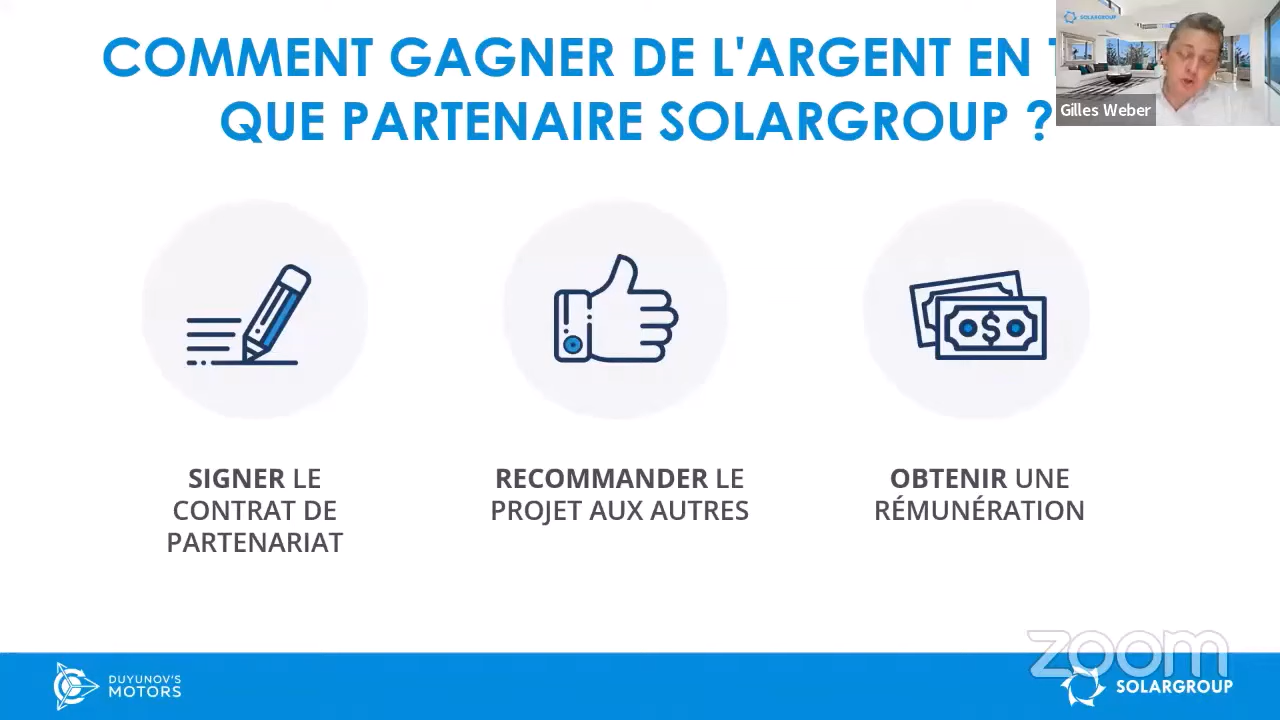 COMMENT GAGNER DE L'ARGENT EN
QUE PARTENAIRE SOLARGROUP ?
SOLARGROUP
Gilles Weber
SIGNER LE
CONTRAT DE
PARTENARIAT
RECOMMANDER LE
PROJET AUX AUTRES
OBTENIR UNE
RÉMUNÉRATION
DUYUNOV'S
MOTORS
zoom
SOLARGROUP